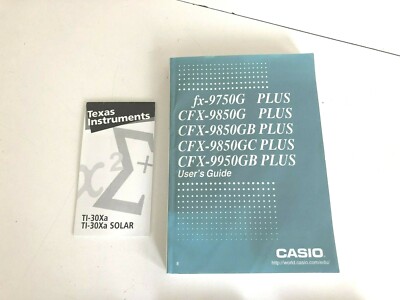 Texas
Instruments
x² Σ +
TI-30Xa
TI-30Xa SOLAR
fx-9750G PLUS
CFX-9850G PLUS
CFX-9850GB PLUS
CFX-9850GC PLUS
CFX-9950GB PLUS
User's Guide
CASIO
http://world.casio.com/edu/